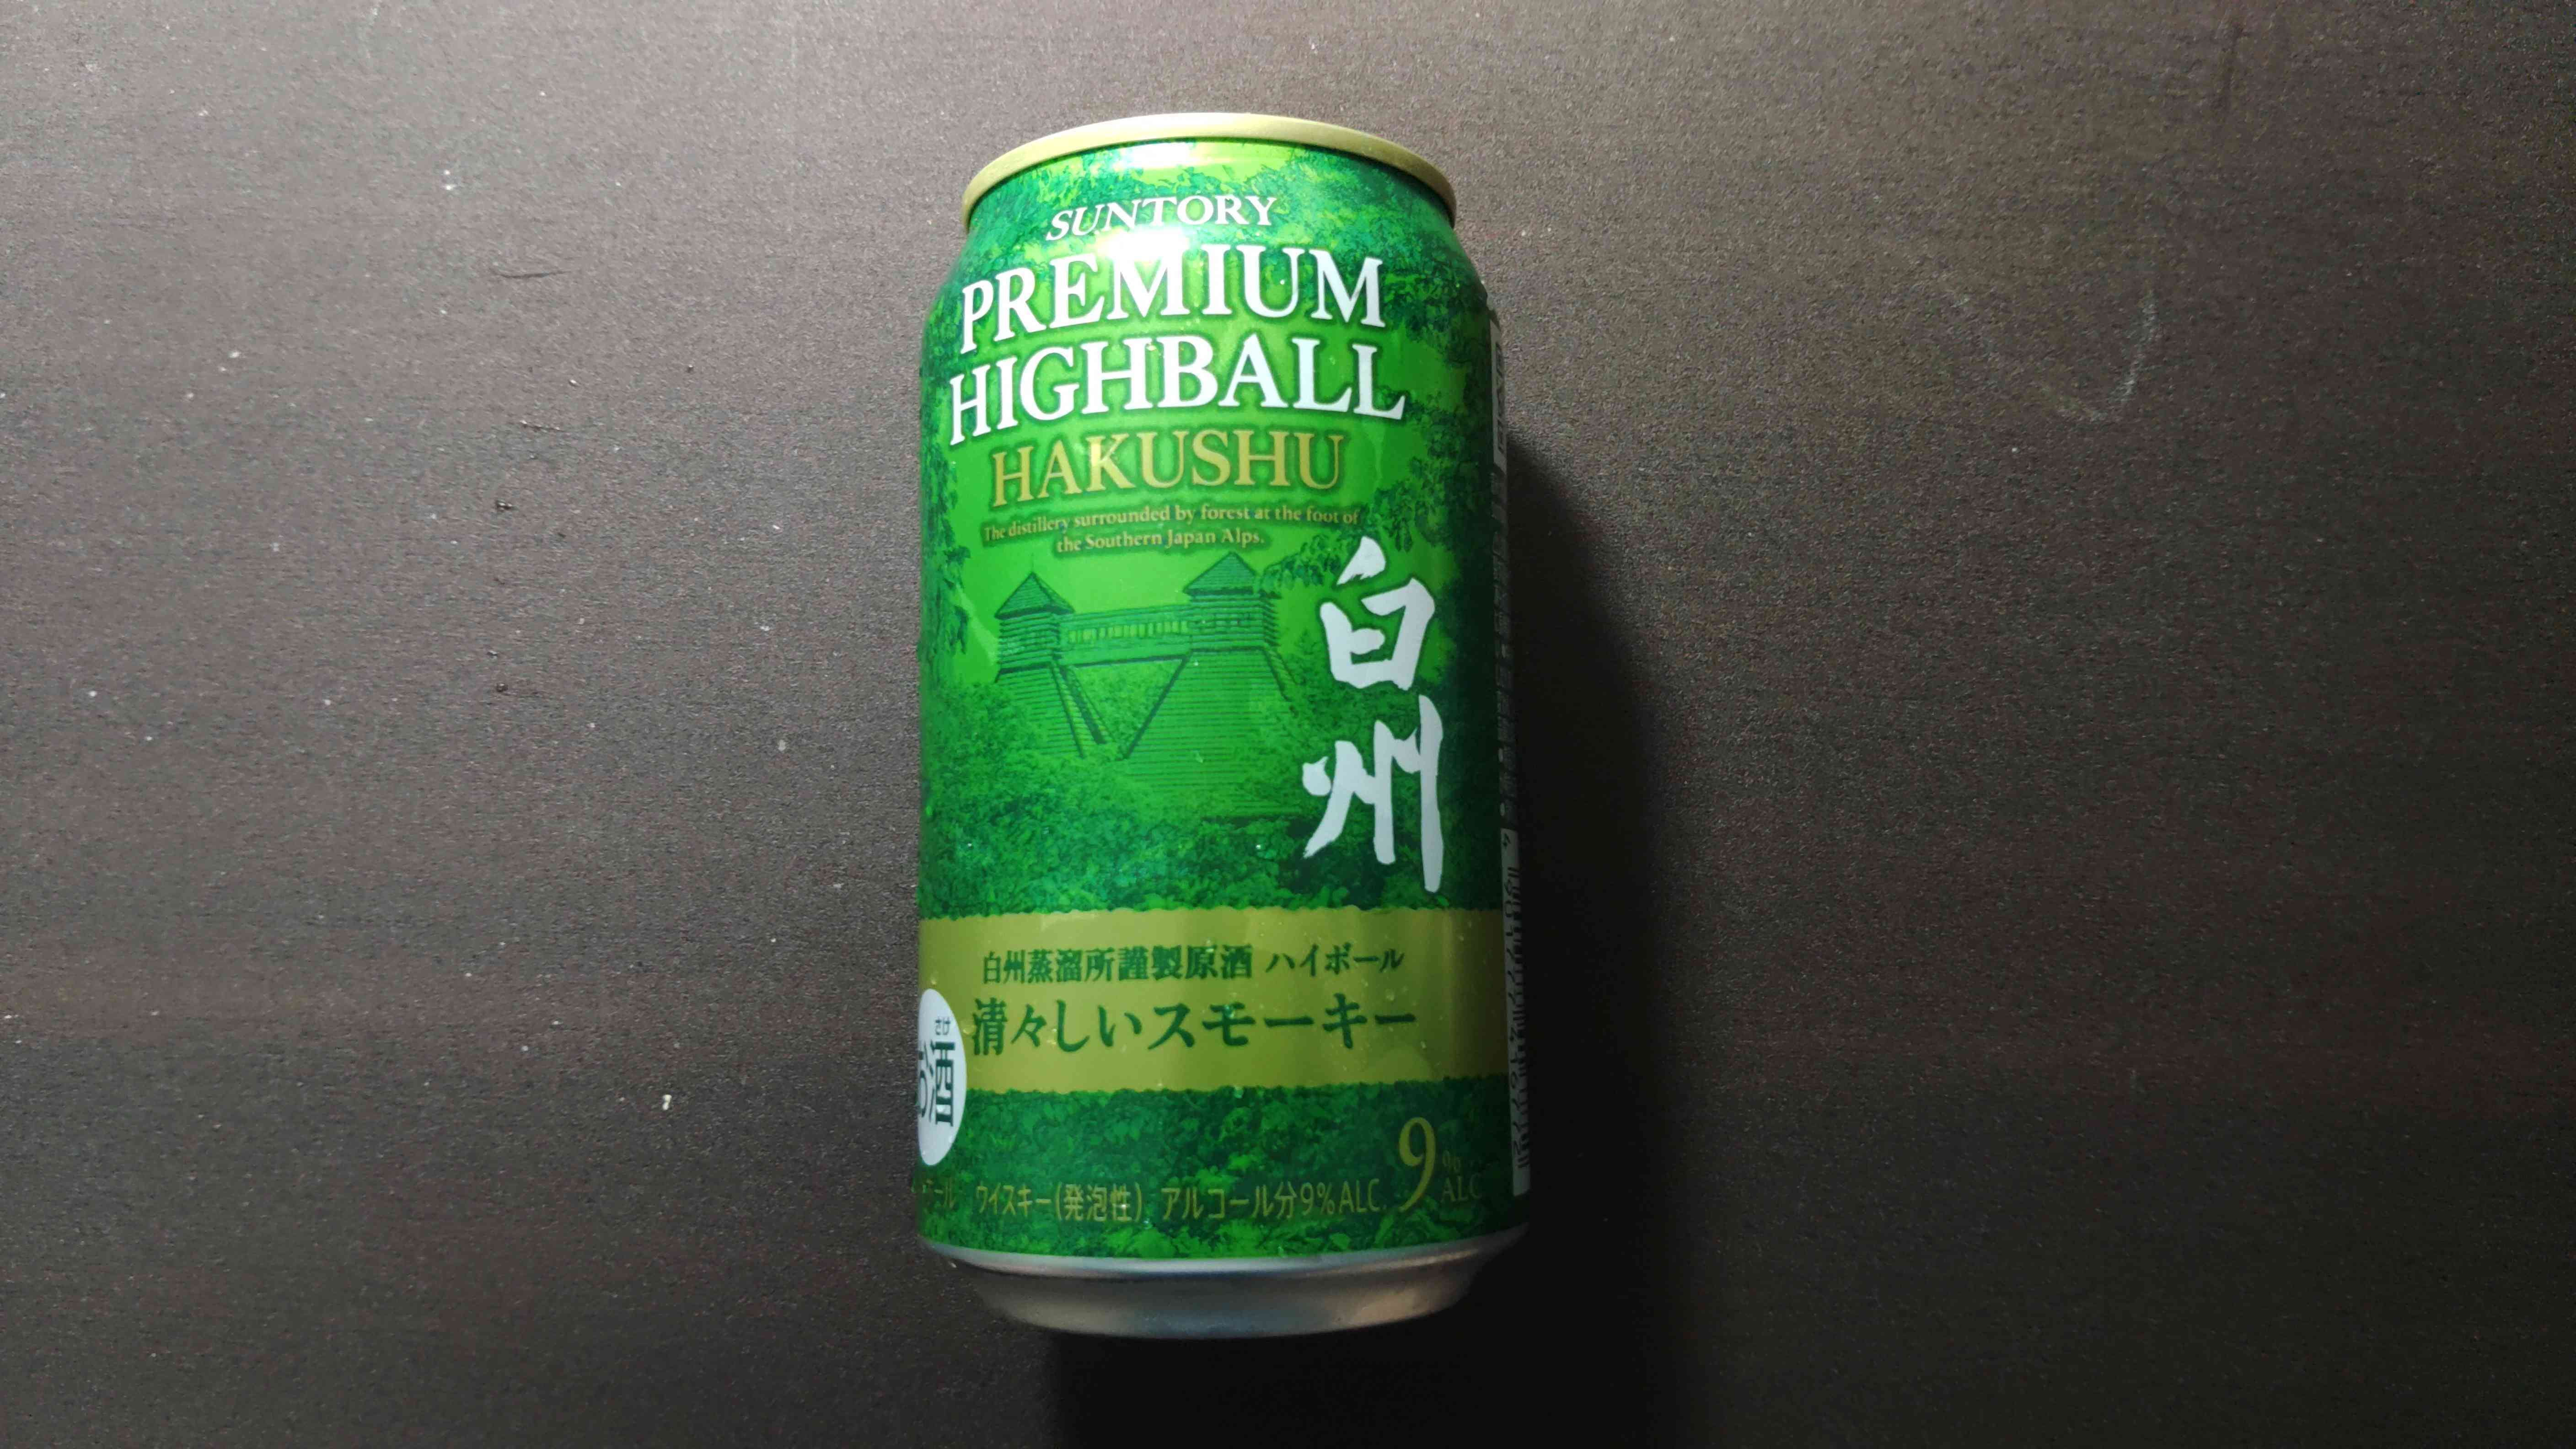 SUNTORY
PREMIUM
HIGHBALL
HAKUSHU
The distillery surrounded by forest at the foot of
the Southern Japan Alps.
白州
白州蒸溜所謹製原酒 ハイボール
清々しいスモーキー
さけ
お酒
9%
ALC
ウイスキー(発泡性) アルコール分9%ALC.